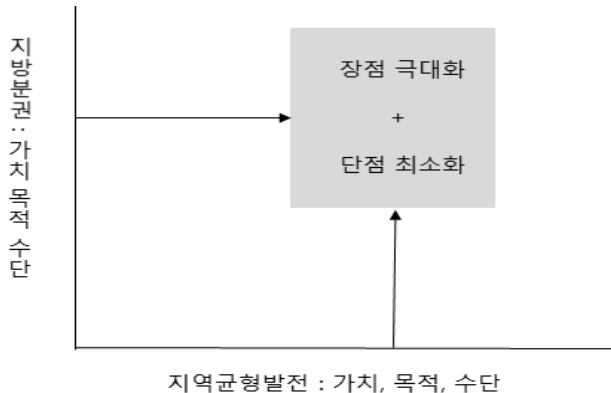 지방분권: 가치 목적 수단
장점 극대화
+
단점 최소화
지역균형발전 : 가치, 목적, 수단